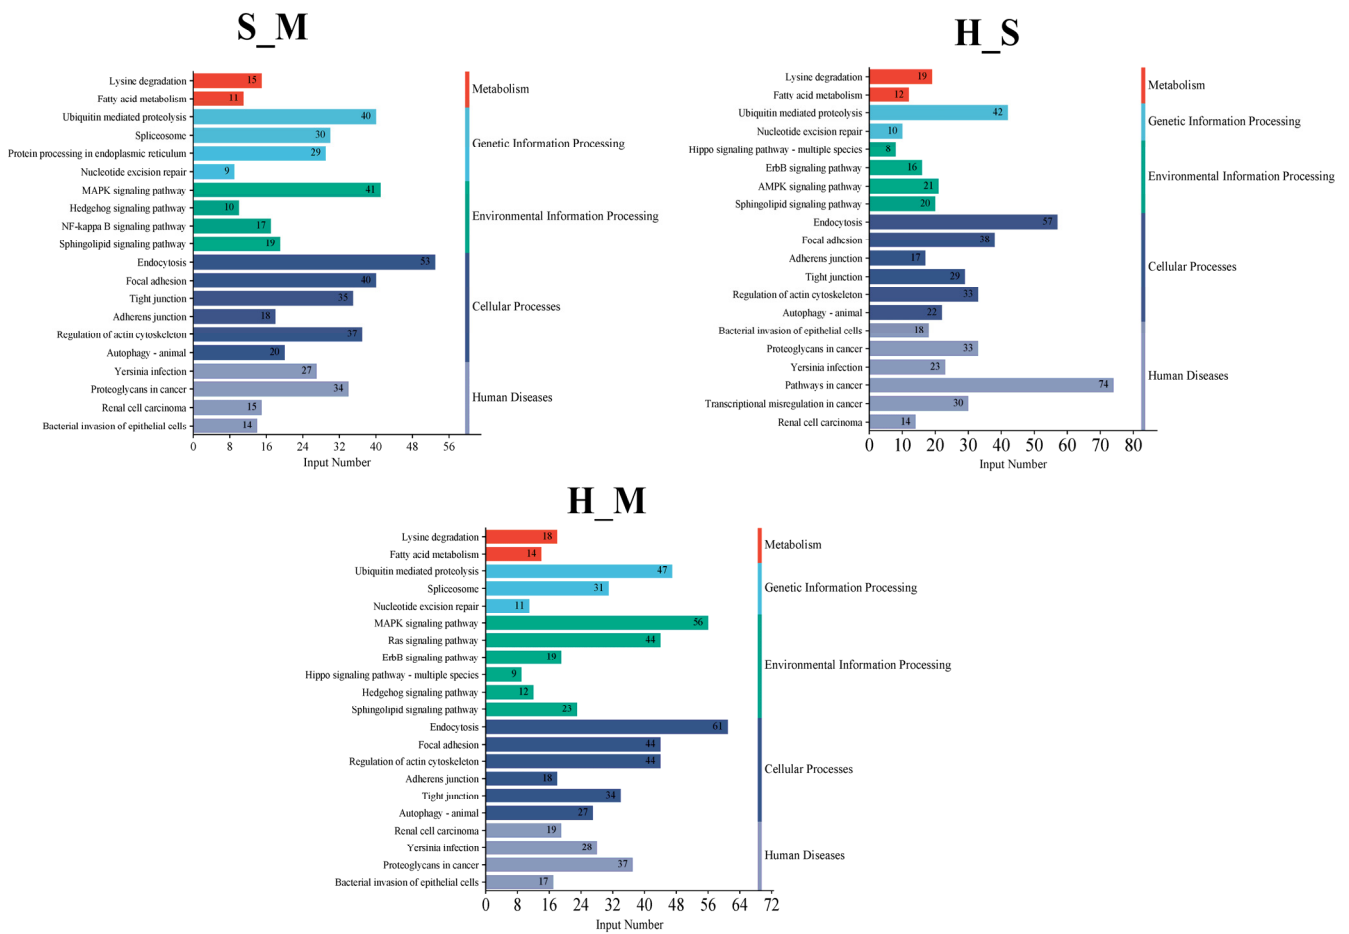 S_M
Lysine degradation 15
Fatty acid metabolism 11
Ubiquitin mediated proteolysis 40
Spliceosome 30
Protein processing in endoplasmic reticulum 29
Nucleotide excision repair 9
MAPK signaling pathway 41
Hedgehog signaling pathway 10
NF-kappa B signaling pathway 17
Sphingolipid signaling pathway 19
Endocytosis 53
Focal adhesion 40
Tight junction 35
Adherens junction 18
Regulation of actin cytoskeleton 37
Autophagy - animal 20
Yersinia infection 27
Proteoglycans in cancer 34
Renal cell carcinoma 15
Bacterial invasion of epithelial cells 14
0 8 16 24 32 40 48 56
Input Number
Metabolism
Genetic Information Processing
Environmental Information Processing
Cellular Processes
Human Diseases
H_S
Lysine degradation 19
Fatty acid metabolism 12
Ubiquitin mediated proteolysis 42
Nucleotide excision repair 10
Hippo signaling pathway - multiple species 8
ErbB signaling pathway 16
AMPK signaling pathway 21
Sphingolipid signaling pathway 20
Endocytosis 57
Focal adhesion 38
Adherens junction 17
Tight junction 29
Regulation of actin cytoskeleton 33
Autophagy - animal 22
Bacterial invasion of epithelial cells 18
Proteoglycans in cancer 33
Yersinia infection 23
Pathways in cancer 74
Transcriptional misregulation in cancer 30
Renal cell carcinoma 14
0 10 20 30 40 50 60 70 80
Input Number
Metabolism
Genetic Information Processing
Environmental Information Processing
Cellular Processes
Human Diseases
H_M
Lysine degradation 18
Fatty acid metabolism 14
Ubiquitin mediated proteolysis 47
Spliceosome 31
Nucleotide excision repair 11
MAPK signaling pathway 56
Ras signaling pathway 44
ErbB signaling pathway 19
Hippo signaling pathway - multiple species 9
Hedgehog signaling pathway 12
Sphingolipid signaling pathway 23
Endocytosis 61
Focal adhesion 44
Regulation of actin cytoskeleton 44
Adherens junction 18
Tight junction 34
Autophagy - animal 27
Renal cell carcinoma 19
Yersinia infection 28
Proteoglycans in cancer 37
Bacterial invasion of epithelial cells 17
0 8 16 24 32 40 48 56 64 72
Input Number
Metabolism
Genetic Information Processing
Environmental Information Processing
Cellular Processes
Human Diseases